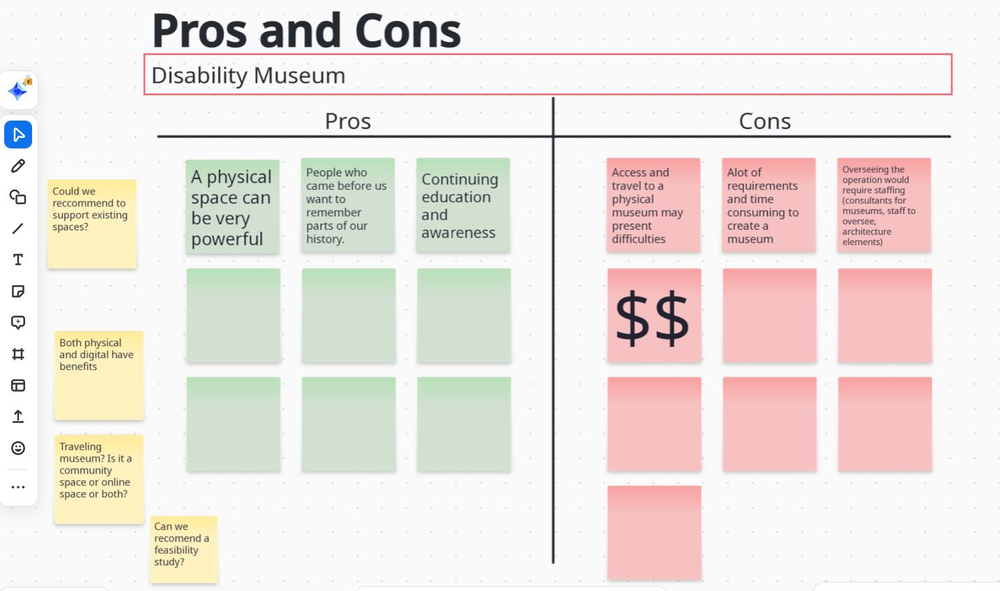 Pros and Cons
Disability Museum
Pros
Cons
Could we
reccommend to
support existing
spaces?
A physical
space can
be very
powerful
People who
came before us
want to
remember
parts of our
history.
Continuing
education
and
awareness
Access and
travel to a
physical
museum may
present
difficulties
Alot of
requirements
and time
consuming to
create a
museum
Overseeing the
operation would
require staffing
(consultants for
museums, staff to
oversee,
architecture
elements)
$$
Both physical
and digital have
benefits
Traveling
museum? Is it a
community
space or online
space or both?
Can we
recomend a
feasibility
study?